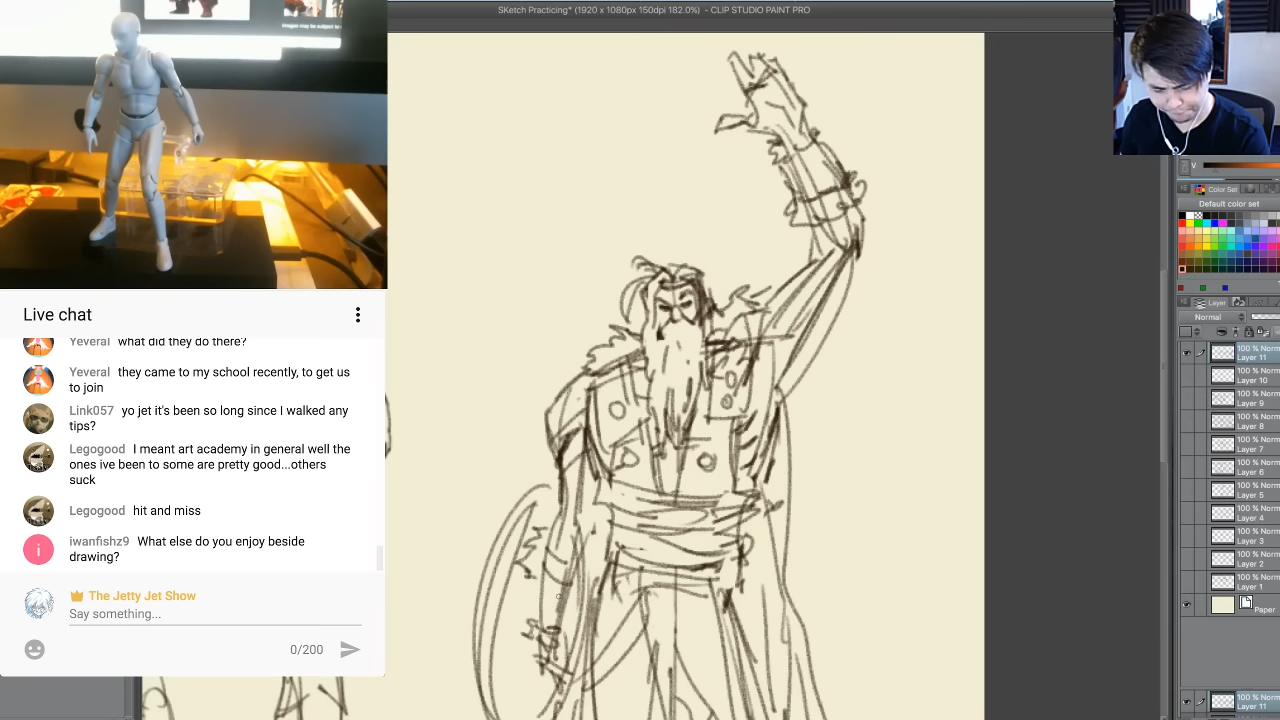 SKetch Practicing* (1920 x 1080px 150dpi 182.0%) - CLIP STUDIO PAINT PRO
Live chat
Yeveral what did they do there?
Yeveral they came to my school recently, to get us
to join
Link057 yo jet it's been so long since I walked any
tips?
Legogood I meant art academy in general well the
ones ive been to some are pretty good...others
suck
Legogood hit and miss
i
iwanfishz9 What else do you enjoy beside
drawing?
The Jetty Jet Show
Say something...
0/200
V
Color Set
Default color set
Layer
Normal
100 % Norm
Layer 11
100 % Norm
Layer 10
100 % Norm
Layer 9
100 % Norm
Layer 8
100 % Norm
Layer 7
100 % Norm
Layer 6
100 % Norm
Layer 5
100 % Norm
Layer 4
100 % Norm
Layer 3
100 % Norm
Layer 2
100 % Norm
Layer 1
Paper
100 % Norm
Layer 11